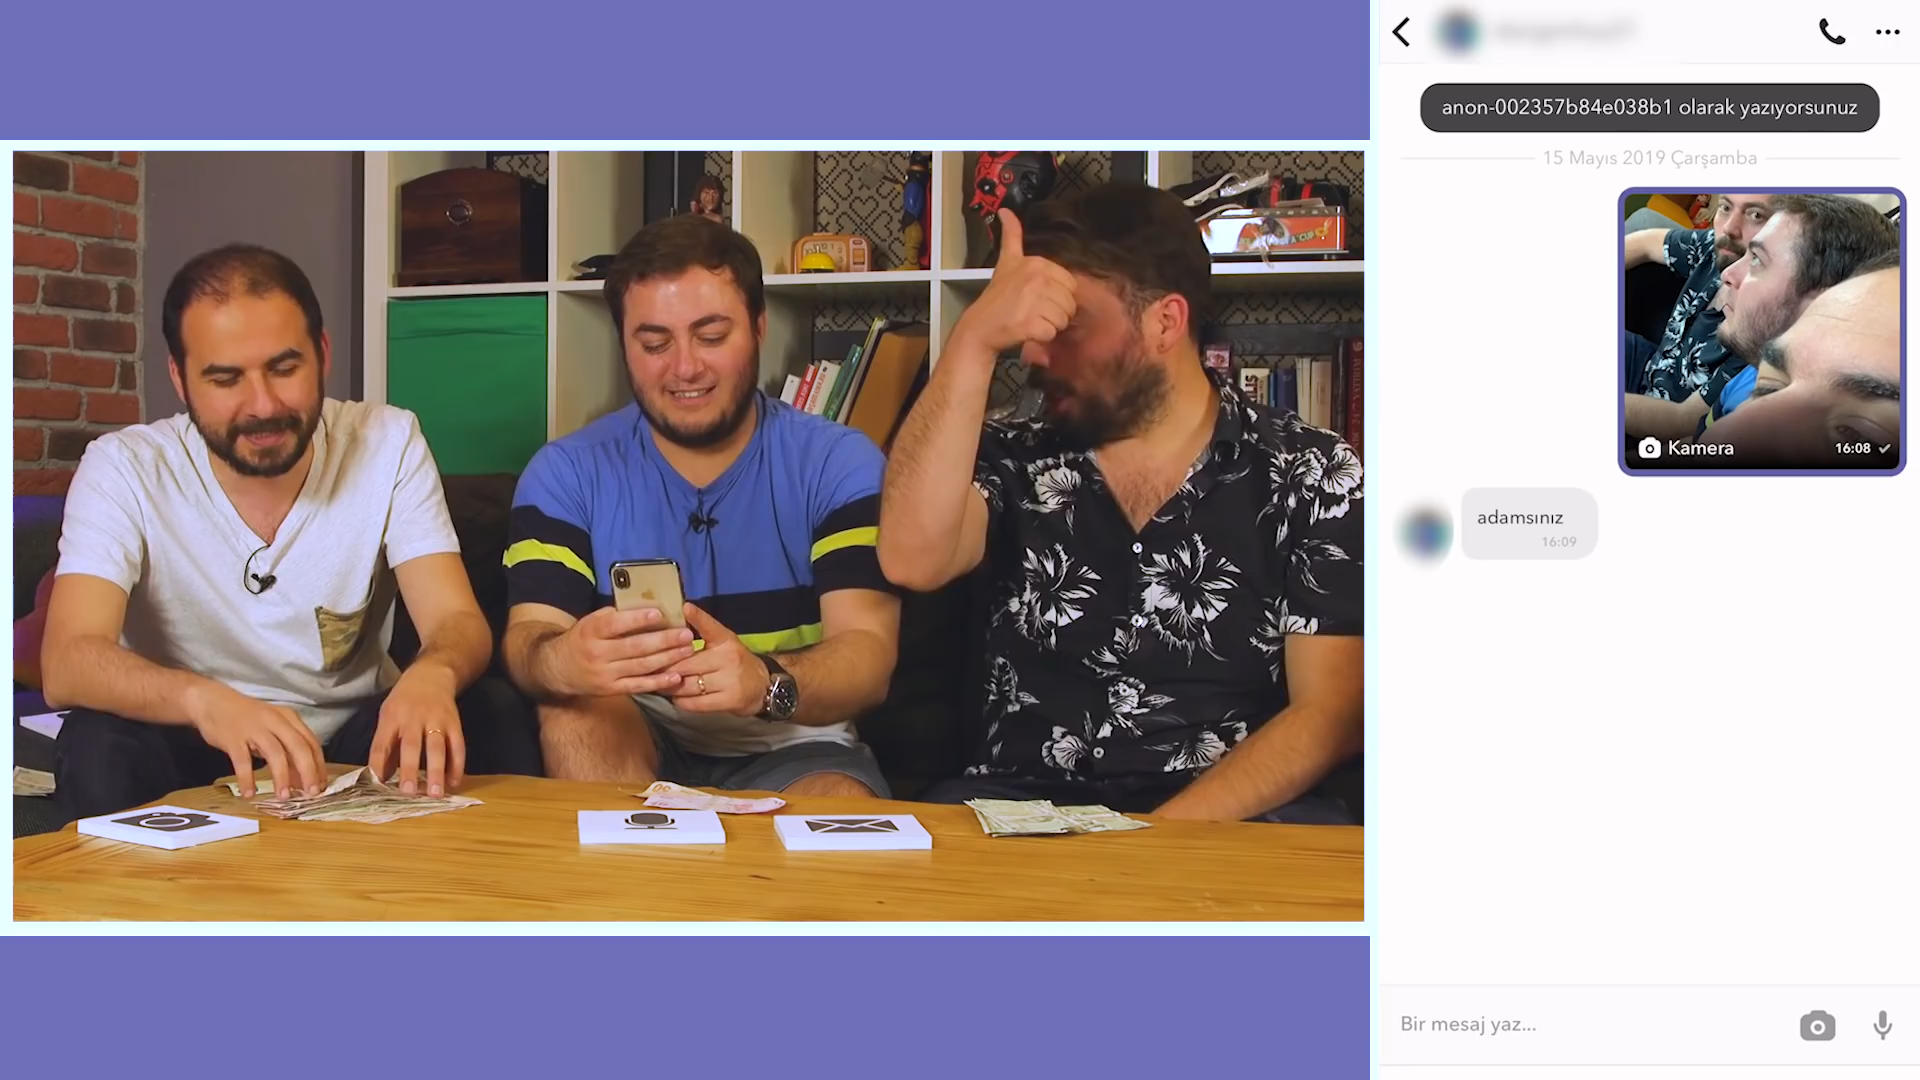 anon-002357b84e038b1 olarak yazıyorsunuz
15 Mayıs 2019 Çarşamba
Kamera
16:08
adamsınız
16:09
Bir mesaj yaz...